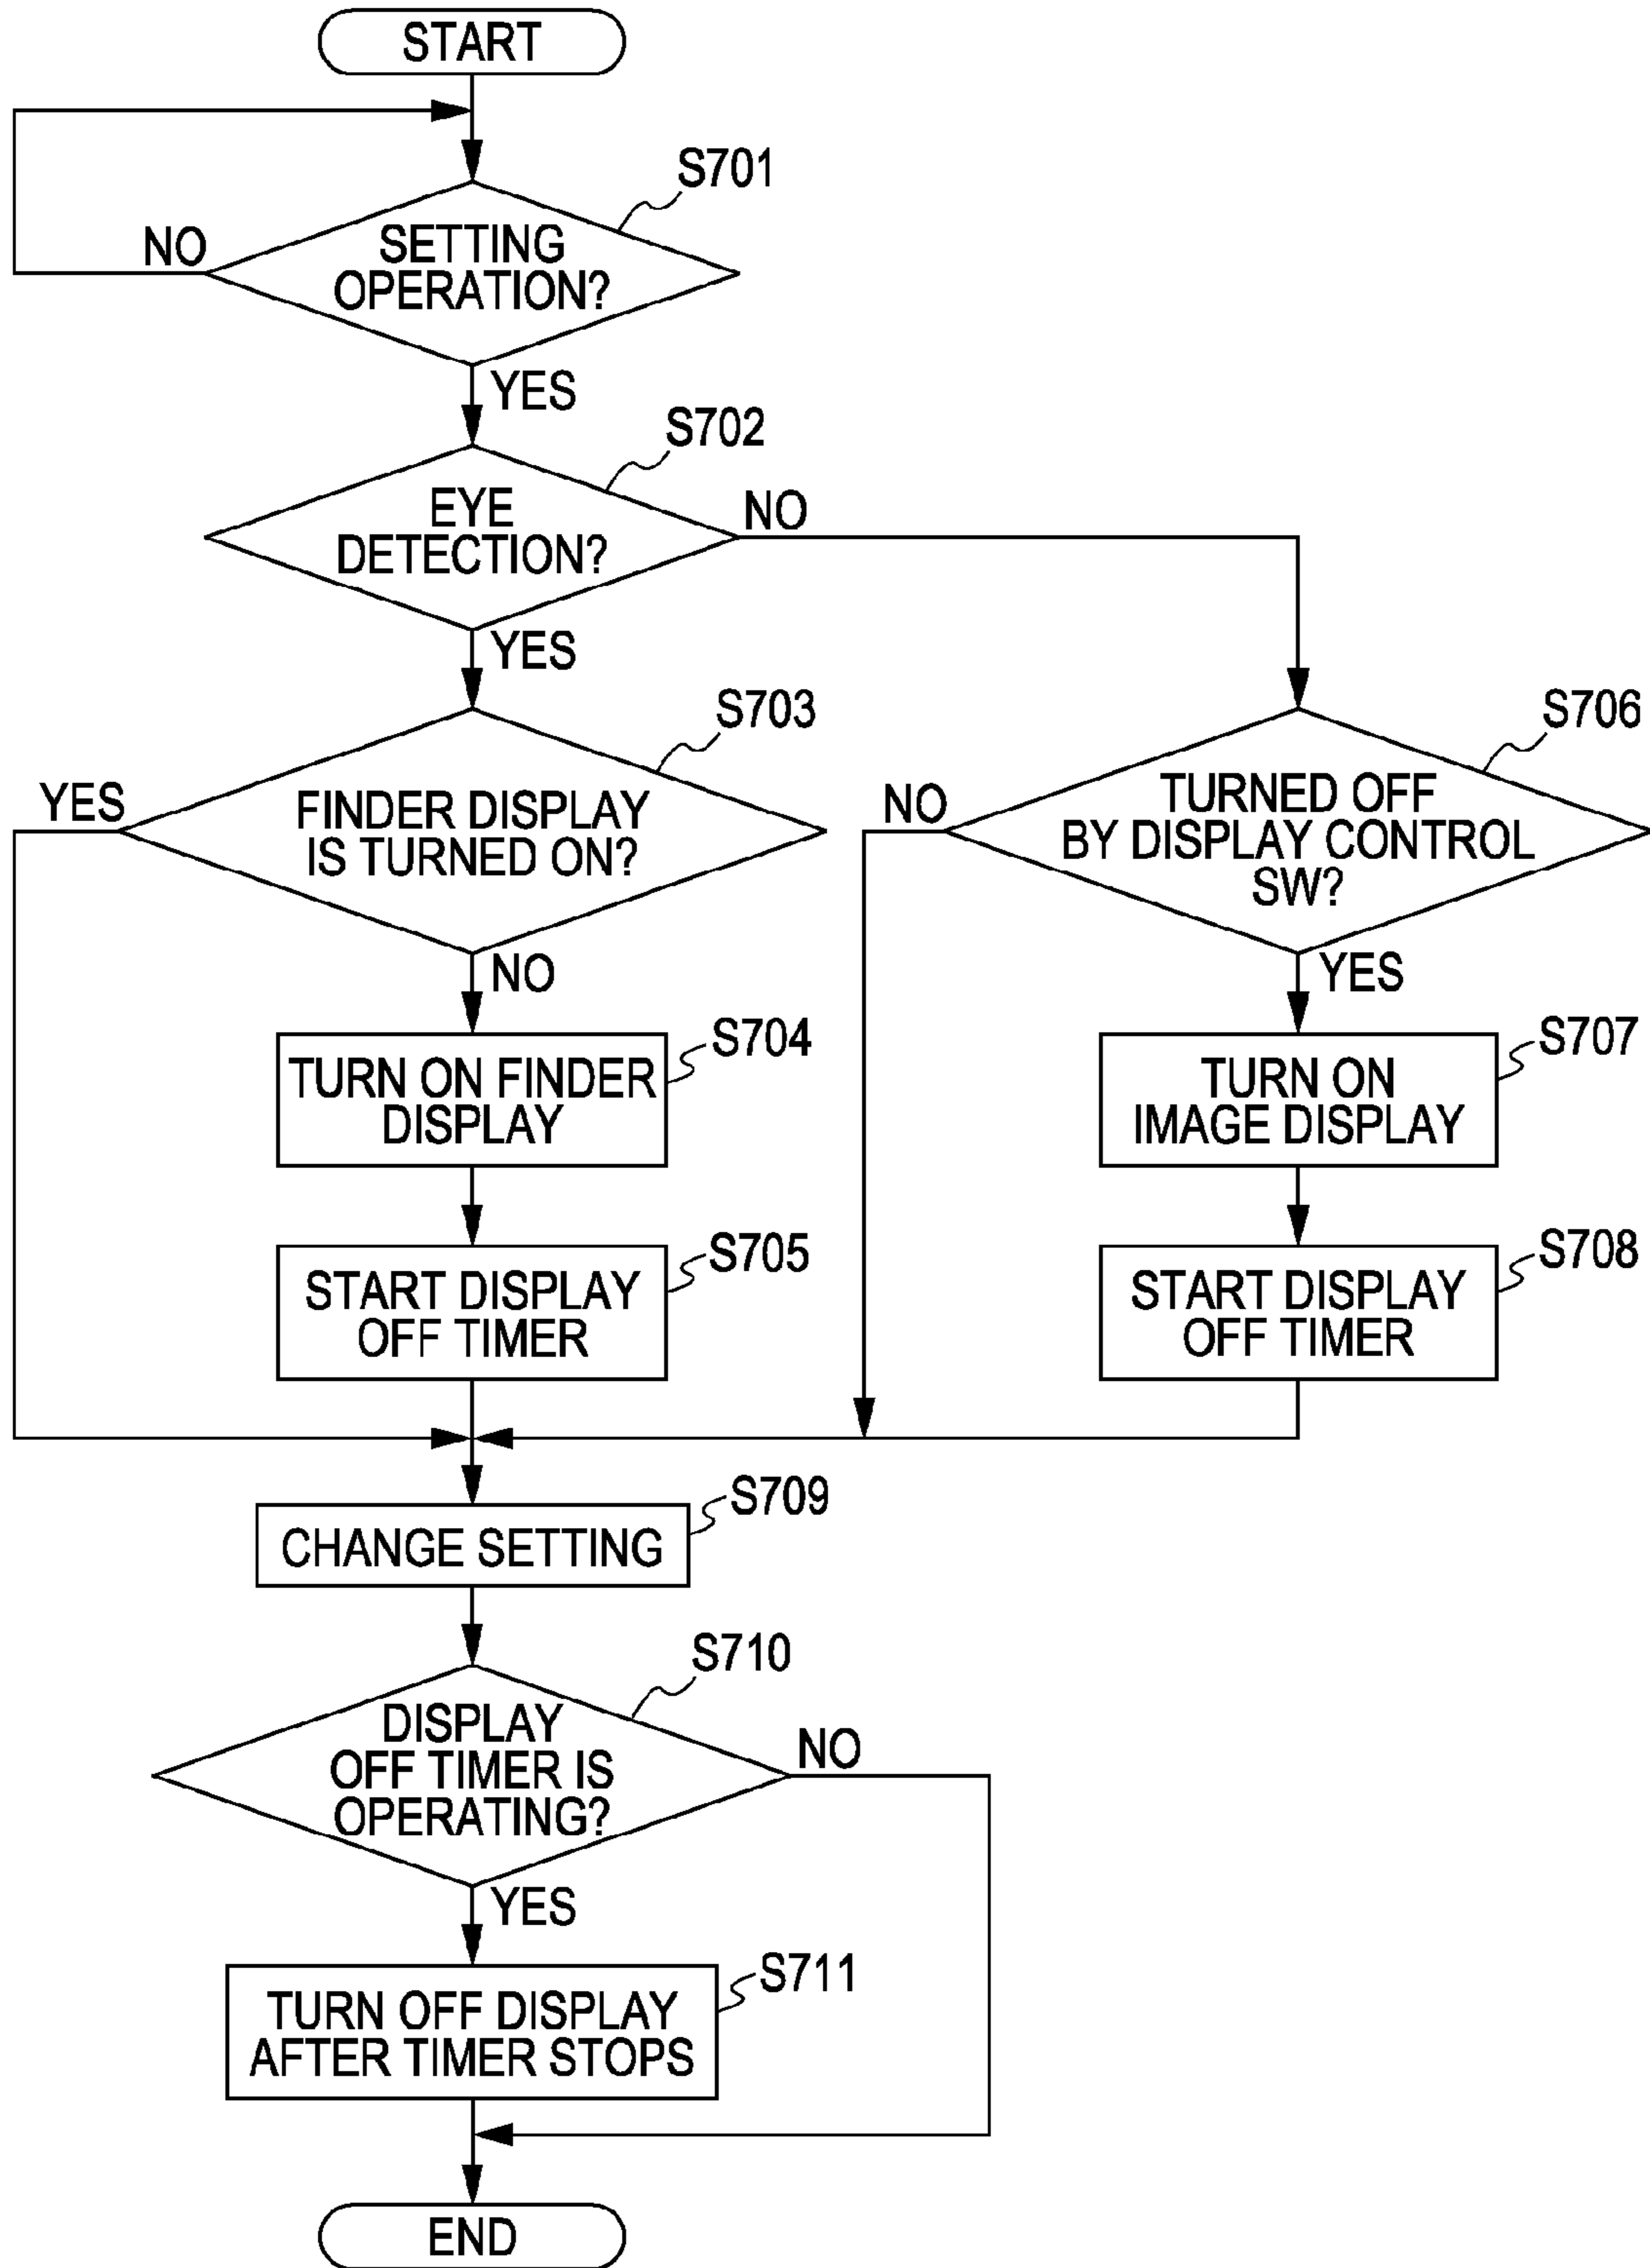 START
S701
NO
SETTING
OPERATION?
YES
S702
EYE
DETECTION?
NO
YES
S703
S706
YES
FINDER DISPLAY
IS TURNED ON?
NO
TURNED OFF
BY DISPLAY CONTROL
SW?
NO
YES
S704
TURN ON FINDER
DISPLAY
S707
TURN ON
IMAGE DISPLAY
S705
START DISPLAY
OFF TIMER
S708
START DISPLAY
OFF TIMER
S709
CHANGE SETTING
S710
DISPLAY
OFF TIMER IS
OPERATING?
NO
YES
S711
TURN OFF DISPLAY
AFTER TIMER STOPS
END